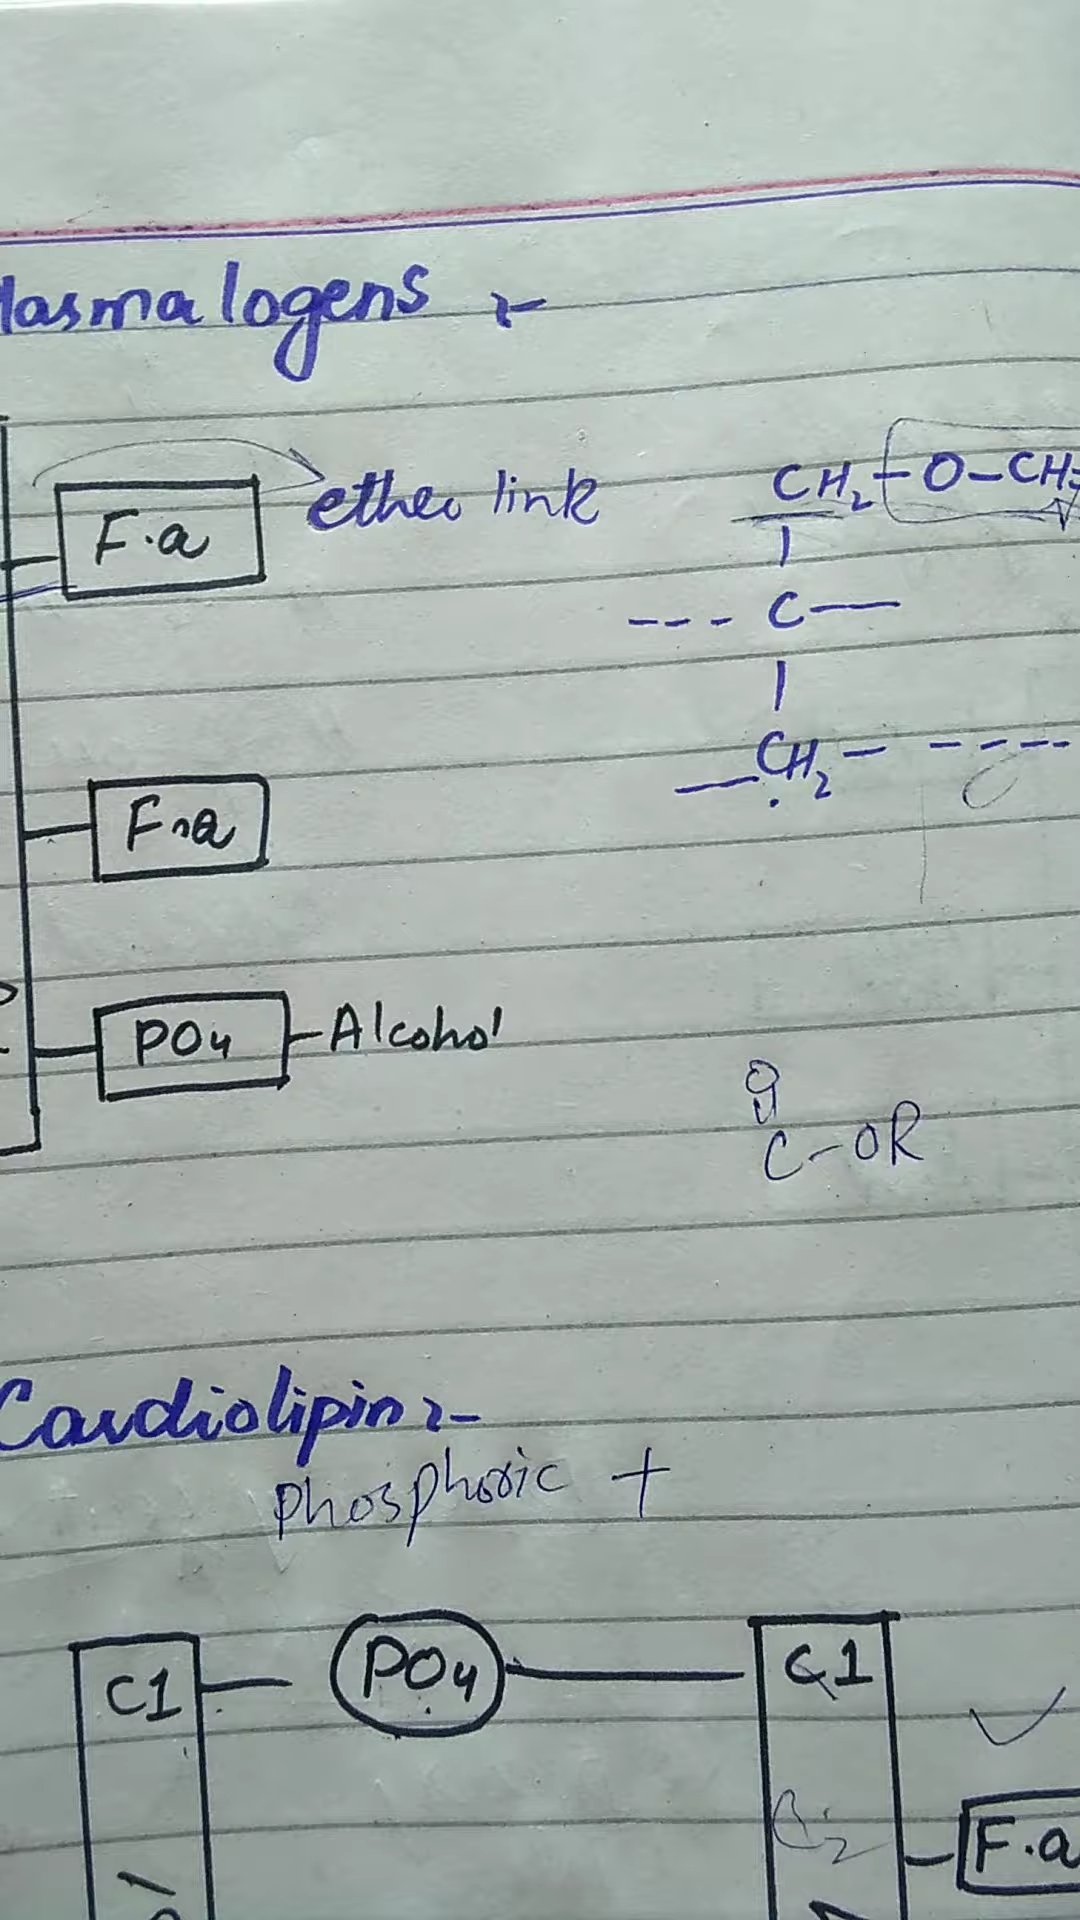 lasmalogens :-
F.a ether link CH2-O-CH=
--- C —
F.a — CH2 - ----
PO4 - Alcohol
O
C-OR
Cardiolipin :-
phosphoric +
C1 — PO4 — C1
C2
F.a